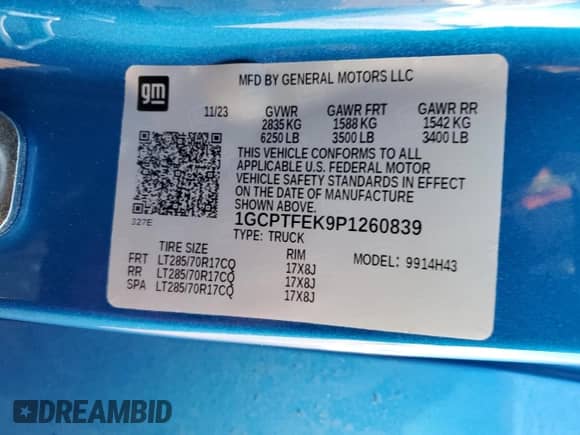 gm
MFD BY GENERAL MOTORS LLC
11/23 GVWR GAWR FRT GAWR RR
2835 KG 1588 KG 1542 KG
6250 LB 3500 LB 3400 LB
THIS VEHICLE CONFORMS TO ALL
APPLICABLE U.S. FEDERAL MOTOR
VEHICLE SAFETY STANDARDS IN EFFECT
ON THE DATE OF MANUFACTURE
SHOWN ABOVE.
327E 1GCPTFEK9P1260839
TYPE: TRUCK
TIRE SIZE RIM MODEL: 9914H43
FRT LT285/70R17CQ 17X8J
RR LT285/70R17CQ 17X8J
SPA LT285/70R17CQ 17X8J
DREAMBID